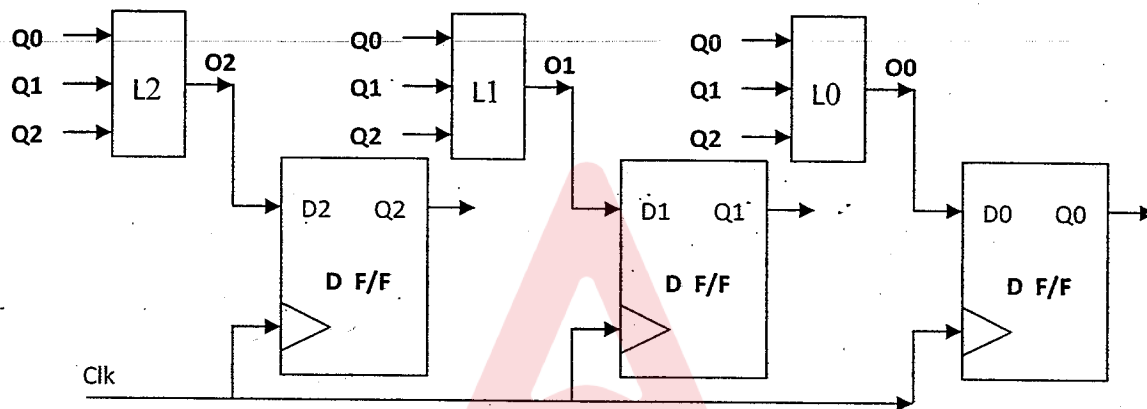 Q0 Q0 Q0
O2 O1 O0
Q1 L2 Q1 L1 Q1 L0
Q2 Q2 Q2
D2 Q2 D1 Q1 D0 Q0
D F/F D F/F D F/F
Clk